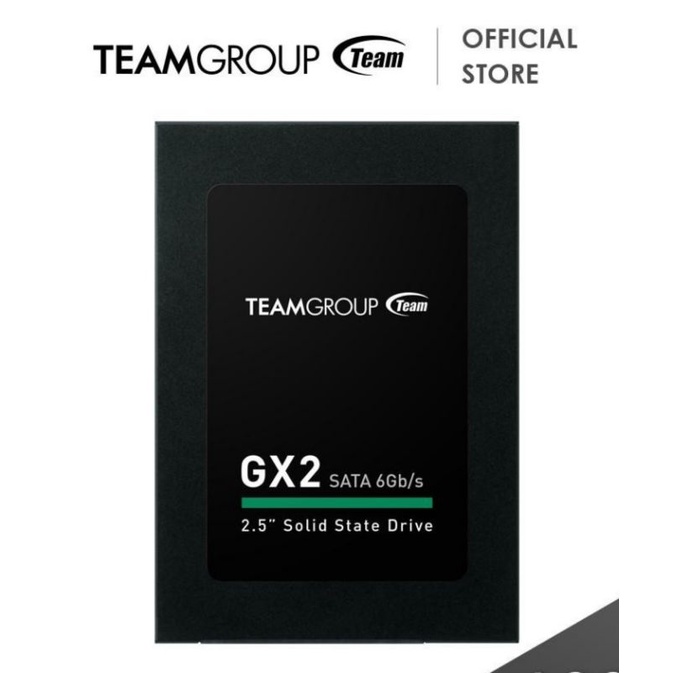 TEAMGROUP Team
OFFICIAL
STORE
TEAMGROUP Team
GX2 SATA 6Gb/s
2.5" Solid State Drive